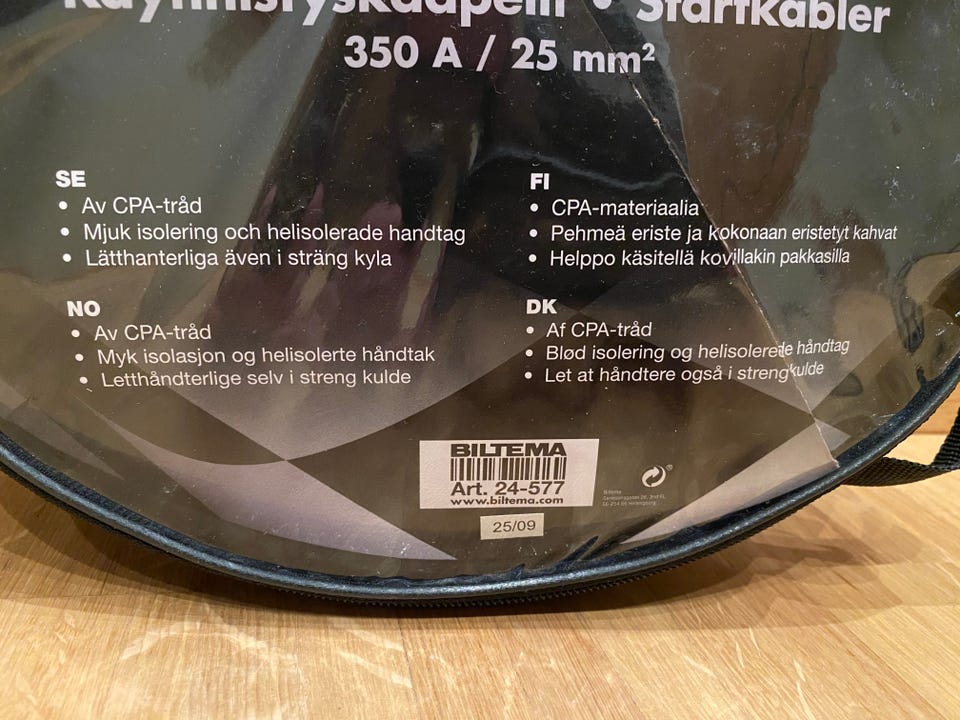 Käynnistyskaapelit • Startkabler
350 A / 25 mm²
SE
• Av CPA-tråd
• Mjuk isolering och helisolerade handtag
• Lätthanterliga även i sträng kyla
FI
• CPA-materiaalia
• Pehmeä eriste ja kokonaan eristetyt kahvat
• Helppo käsitellä kovillakin pakkasilla
NO
• Av CPA-tråd
• Myk isolasjon og helisolerte håndtak
• Letthåndterlige selv i streng kulde
DK
• Af CPA-tråd
• Blød isolering og helisolerede håndtag
• Let at håndtere også i streng kulde
BILTEMA
Art. 24-577
www.biltema.com
Biltema
25/09